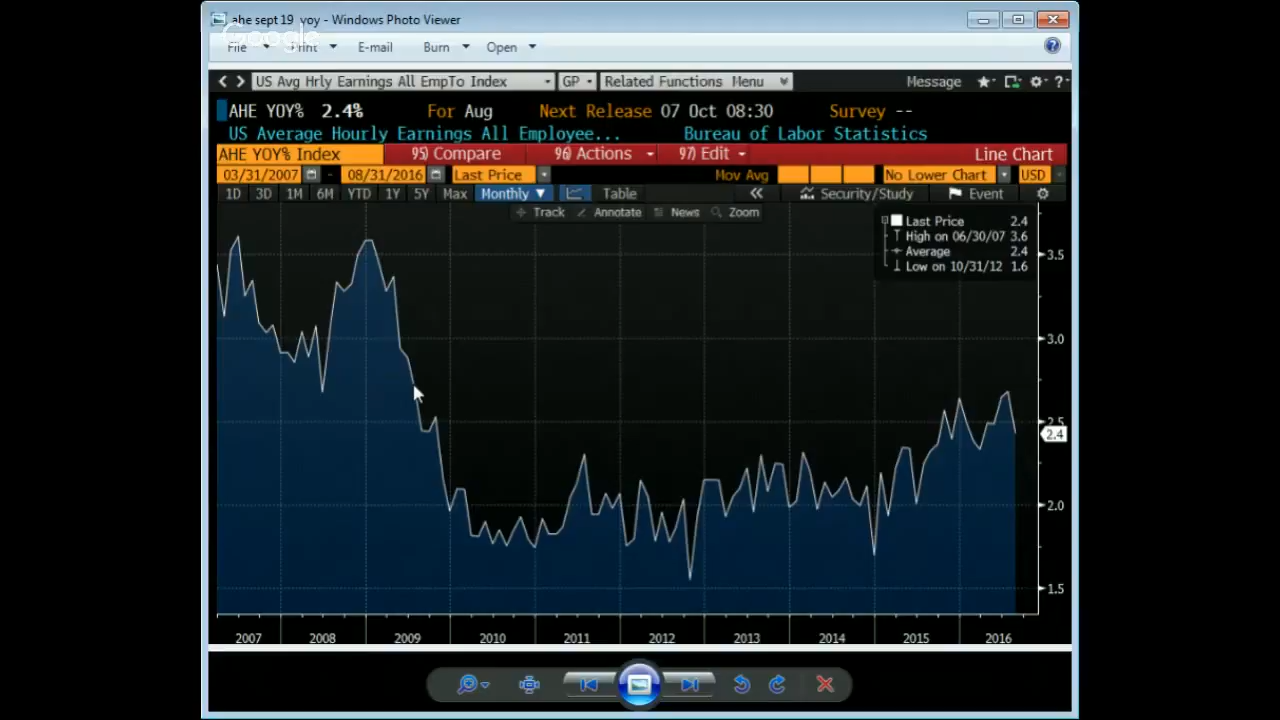 ahe sept 19 yoy - Windows Photo Viewer
Google
File Print E-mail Burn Open
US Avg Hrly Earnings All EmpTo Index GP Related Functions Menu Message ?
AHE YOY% 2.4% For Aug Next Release 07 Oct 08:30 Survey --
US Average Hourly Earnings All Employee... Bureau of Labor Statistics
AHE YOY% Index 95) Compare 96) Actions 97) Edit Line Chart
03/31/2007 - 08/31/2016 Last Price Mov Avg No Lower Chart USD
1D 3D 1M 6M YTD 1Y 5Y Max Monthly ▼ Table « Security/Study Event
Track Annotate News Zoom
Last Price 2.4
High on 06/30/07 3.6
Average 2.4
Low on 10/31/12 1.6
3.5
3.0
2.5
2.4
2.0
1.5
2007 2008 2009 2010 2011 2012 2013 2014 2015 2016